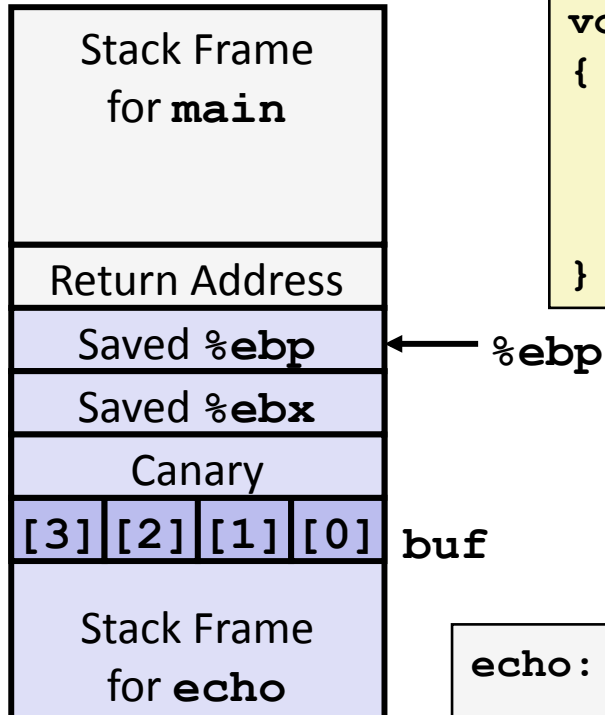 Stack Frame
for main
Return Address
Saved %ebp
Saved %ebx
Canary
[3] [2] [1] [0]
buf
Stack Frame
for echo
%ebp
{
}
echo: